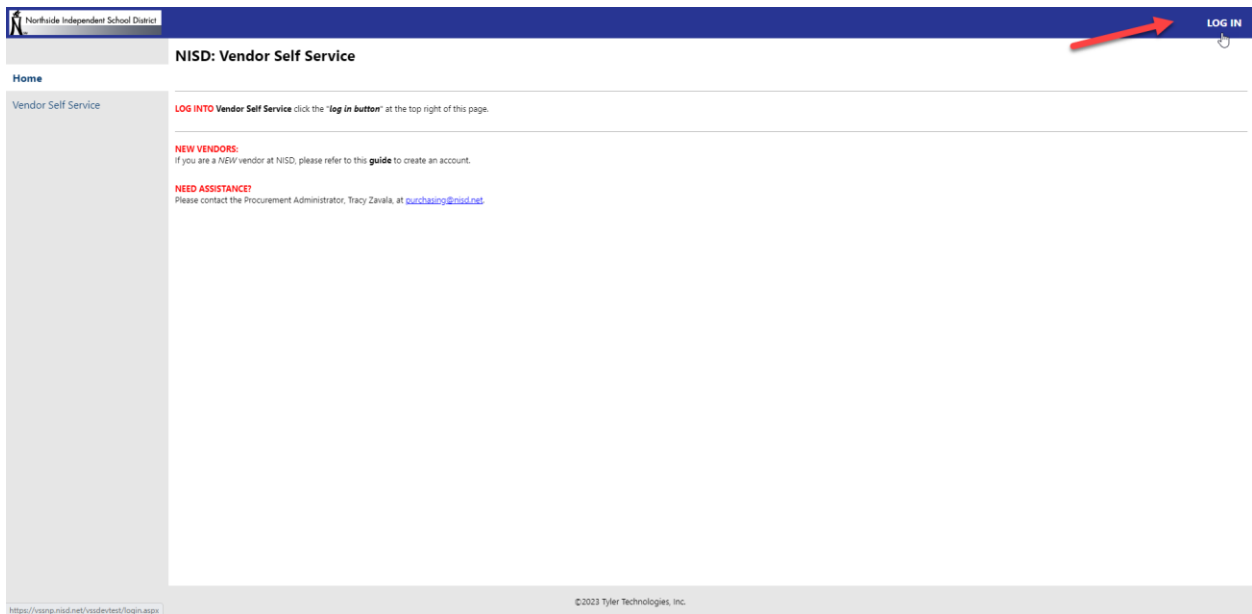 Northside Independent School District
LOG IN
NISD: Vendor Self Service
Home
Vendor Self Service
LOG INTO Vendor Self Service click the "log in button" at the top right of this page.
NEW VENDORS:
If you are a NEW vendor at NISD, please refer to this guide to create an account.
NEED ASSISTANCE?
Please contact the Procurement Administrator, Tracy Zavala, at purchasing@nisd.net.
©2023 Tyler Technologies, Inc.
https://vssnp.nisd.net/vssdevtest/login.aspx